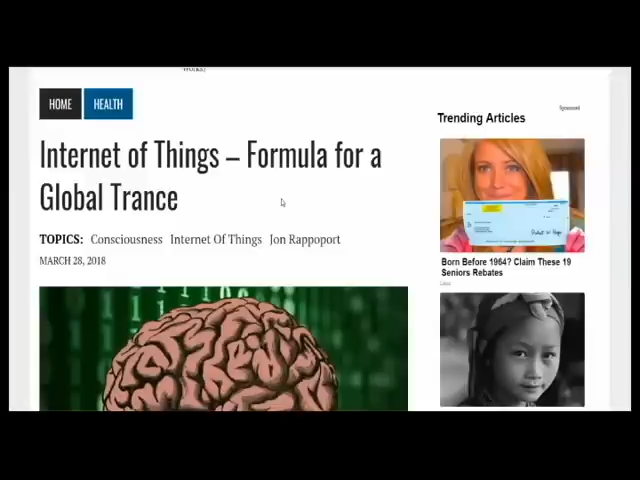 HOME HEALTH
Internet of Things – Formula for a
Global Trance
TOPICS: Consciousness Internet Of Things Jon Rappoport
MARCH 28, 2018
Sponsored
Trending Articles
Born Before 1964? Claim These 19
Seniors Rebates